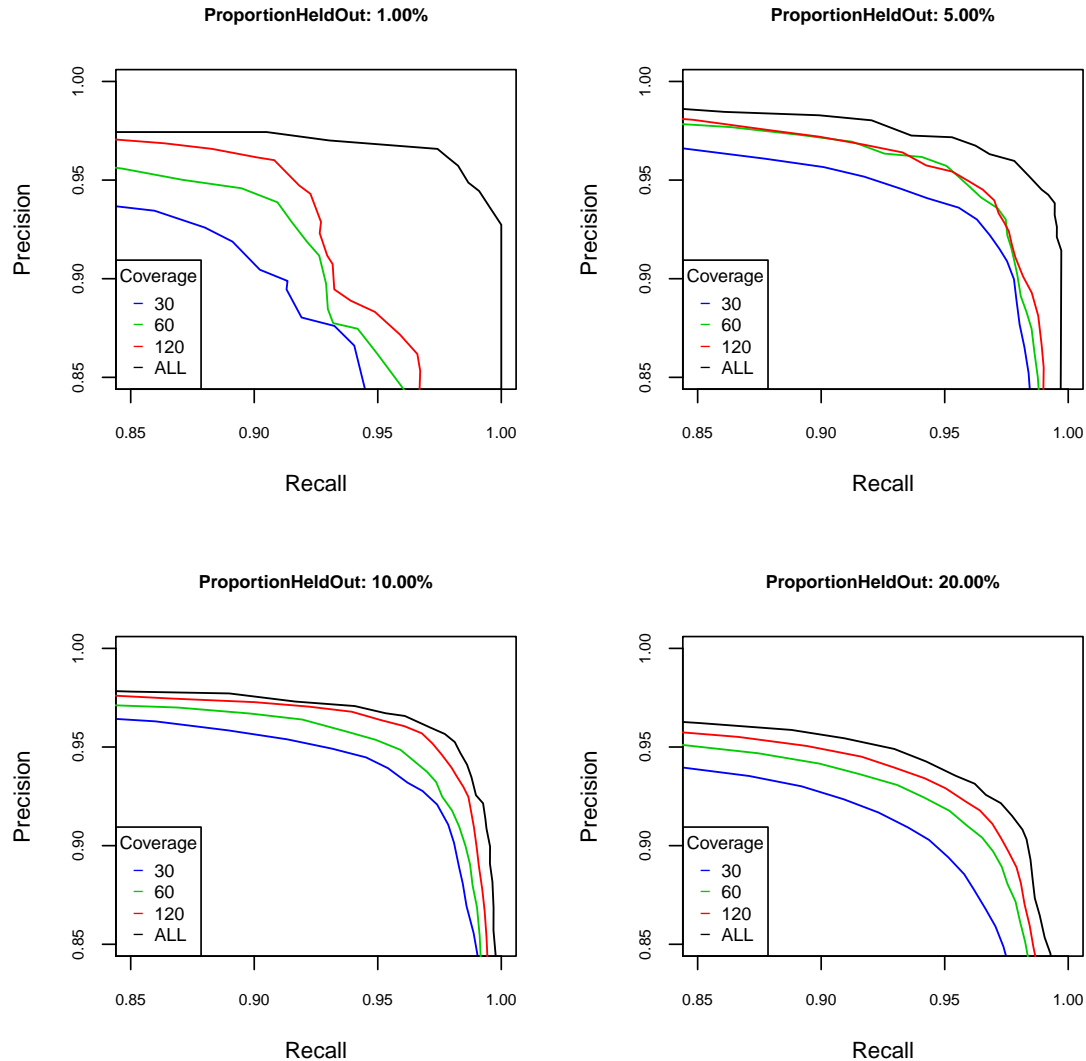 ProportionHeldOut: 1.00%
Precision
1.00
0.95
0.90
0.85
Coverage
30
60
120
ALL
0.85 0.90 0.95 1.00
Recall
ProportionHeldOut: 5.00%
Precision
1.00
0.95
0.90
0.85
Coverage
30
60
120
ALL
0.85 0.90 0.95 1.00
Recall
ProportionHeldOut: 10.00%
Precision
1.00
0.95
0.90
0.85
Coverage
30
60
120
ALL
0.85 0.90 0.95 1.00
Recall
ProportionHeldOut: 20.00%
Precision
1.00
0.95
0.90
0.85
Coverage
30
60
120
ALL
0.85 0.90 0.95 1.00
Recall